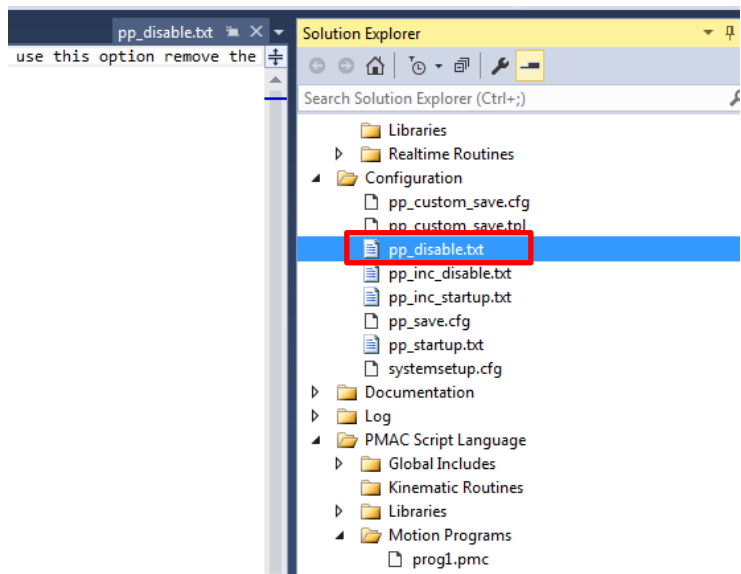 pp_disable.txt
use this option remove the
Solution Explorer
Search Solution Explorer (Ctrl+;)
Libraries
Realtime Routines
Configuration
pp_custom_save.cfg
pp_custom_save.tpl
pp_disable.txt
pp_inc_disable.txt
pp_inc_startup.txt
pp_save.cfg
pp_startup.txt
systemsetup.cfg
Documentation
Log
PMAC Script Language
Global Includes
Kinematic Routines
Libraries
Motion Programs
prog1.pmc